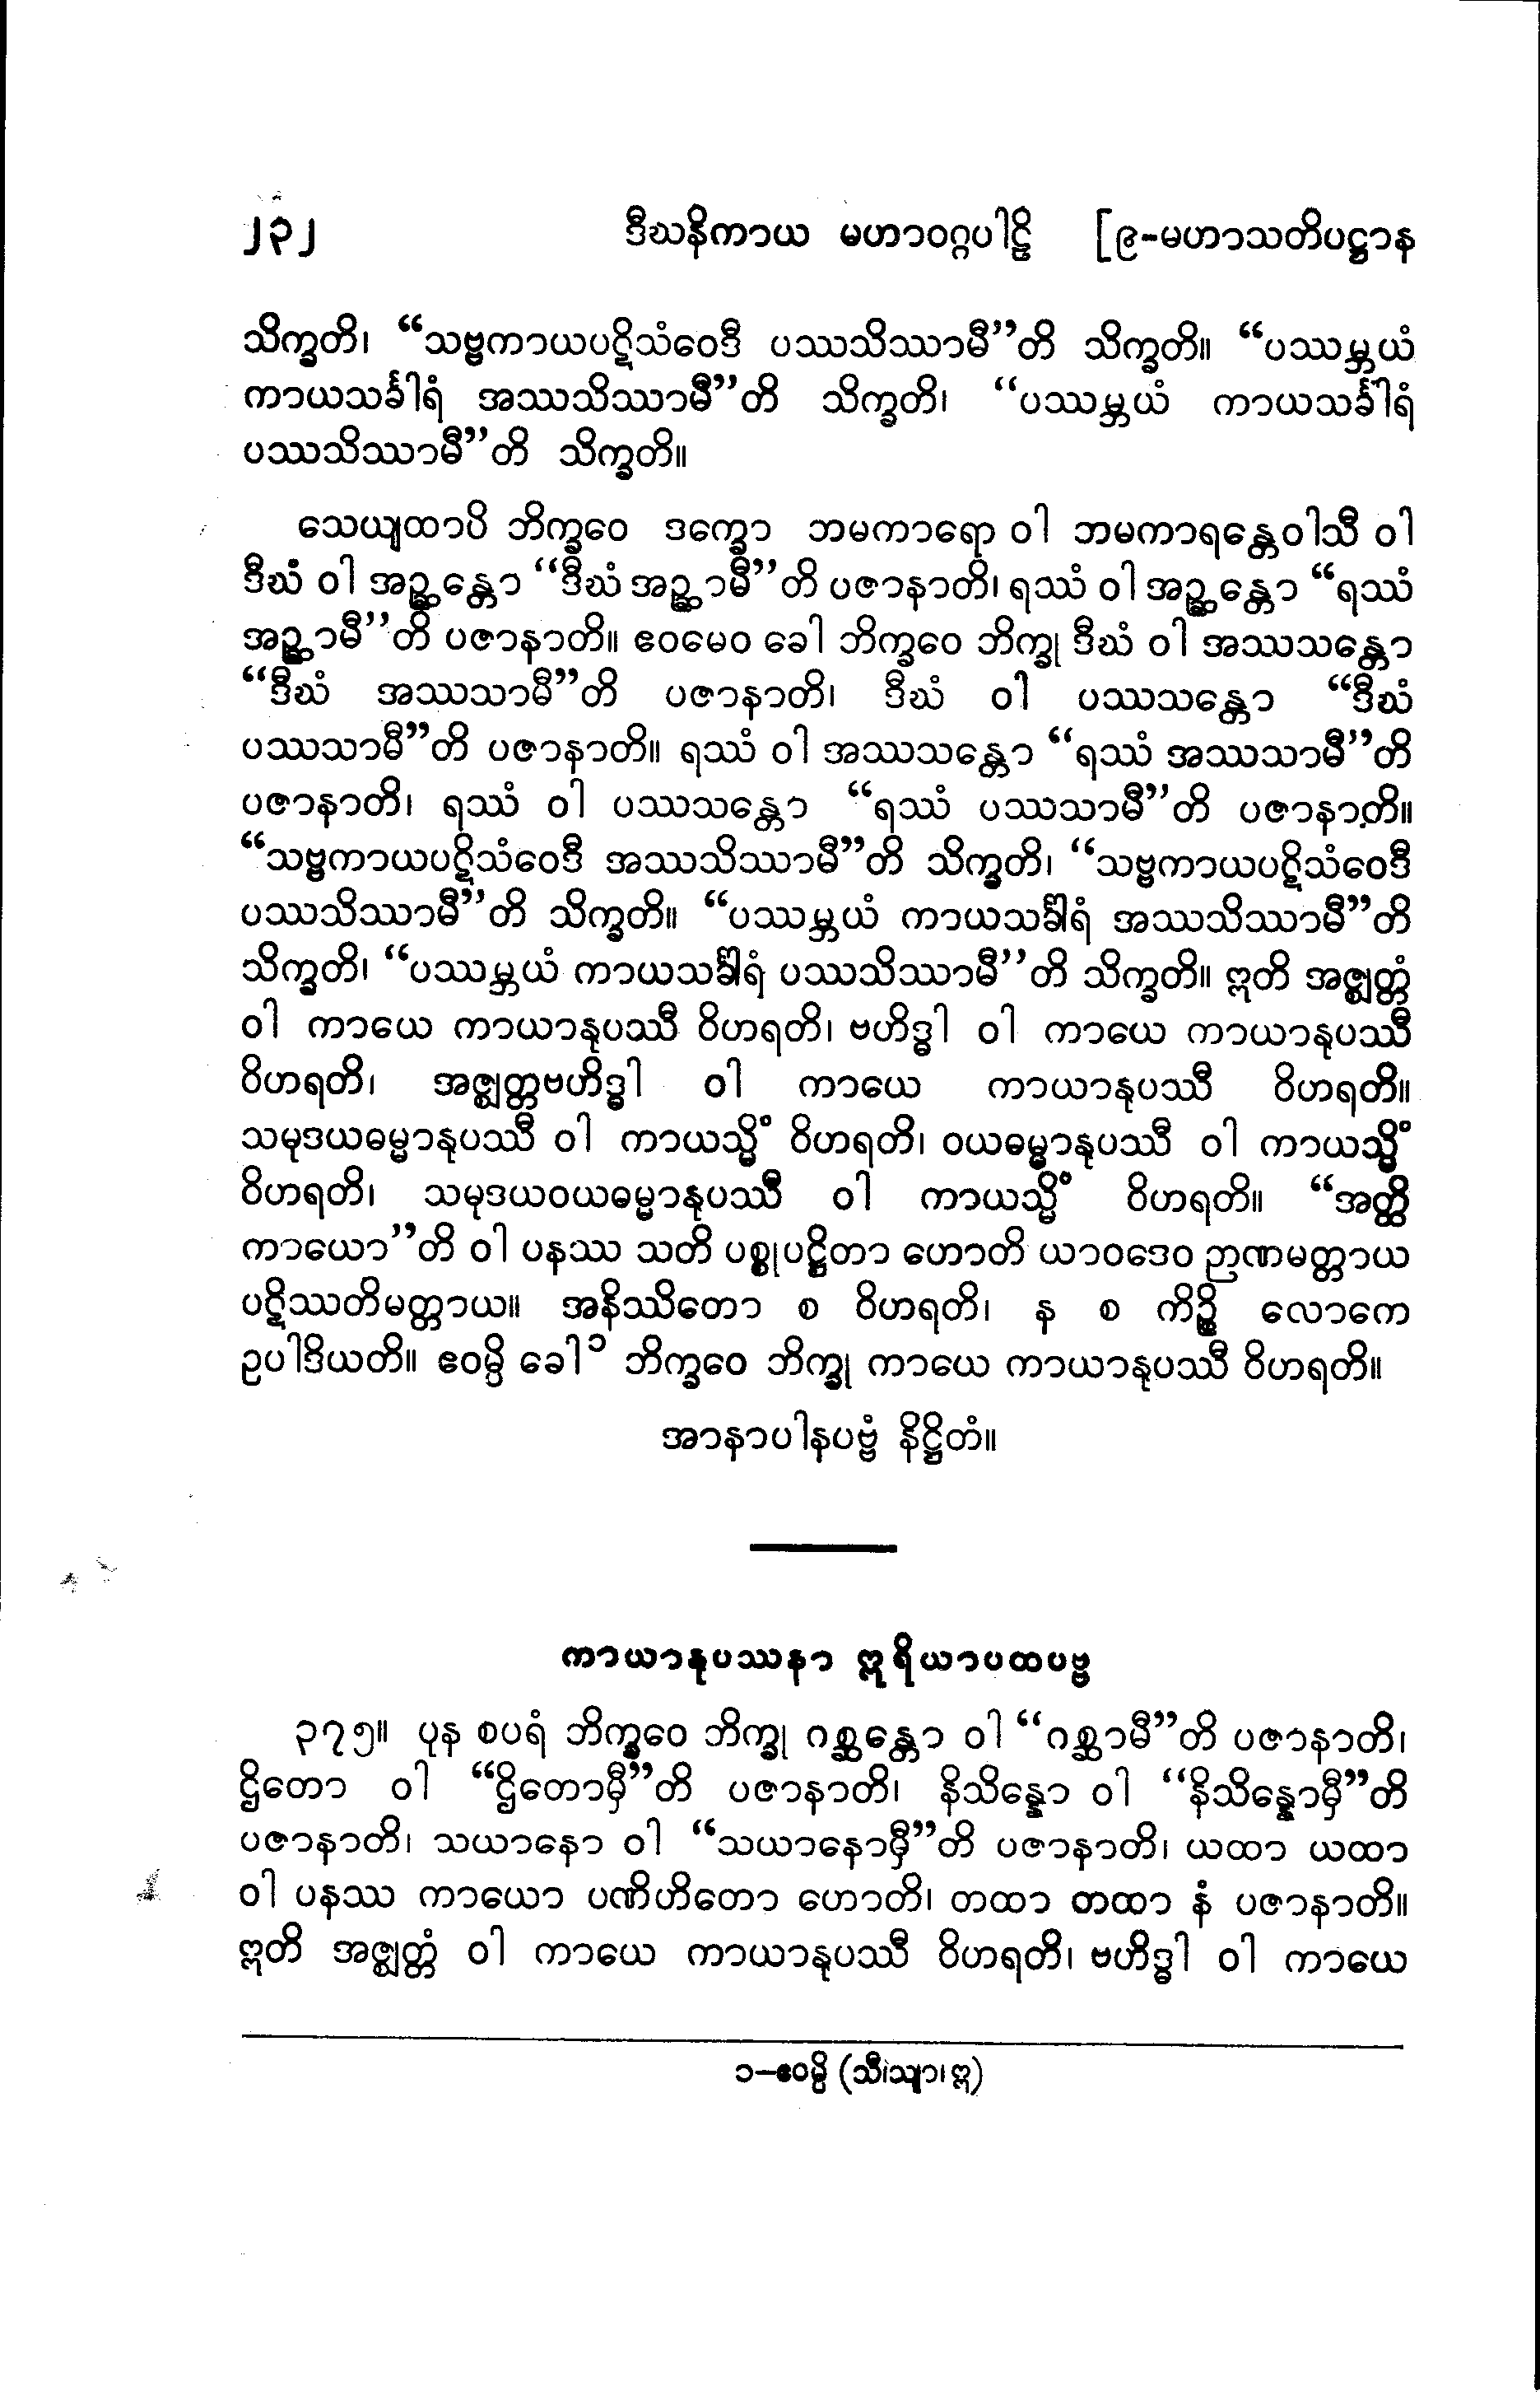 ၂၃၂ ဒီဃနိကာယ မဟာဝဂ္ဂပါဠိ [၉-မဟာသတိပဋ္ဌာန
သိက္ခတိ၊ “သဗ္ဗကာယပဋိသံဝေဒီ ပဿသိဿာမီ”တိ သိက္ခတိ။ “ပဿမ္ဘယံ
ကာယသင်္ခါရံ အဿသိဿာမီ”တိ သိက္ခတိ၊ “ပဿမ္ဘယံ ကာယသင်္ခါရံ
ပဿသိဿာမီ”တိ သိက္ခတိ။
သေယျထာပိ ဘိက္ခဝေ ဒက္ခော ဘမကာရော ဝါ ဘမကာရန္တေဝါသီ ဝါ
ဒီဃံ ဝါ အဉ္ဆန္တော “ဒီဃံ အဉ္ဆာမီ”တိ ပဇာနာတိ၊ ရဿံ ဝါ အဉ္ဆန္တော “ရဿံ
အဉ္ဆာမီ”တိ ပဇာနာတိ။ ဧဝမေဝ ခေါ ဘိက္ခဝေ ဘိက္ခု ဒီဃံ ဝါ အဿသန္တော
“ဒီဃံ အဿသာမီ”တိ ပဇာနာတိ၊ ဒီဃံ ဝါ ပဿသန္တော “ဒီဃံ
ပဿသာမီ”တိ ပဇာနာတိ။ ရဿံ ဝါ အဿသန္တော “ရဿံ အဿသာမီ”တိ
ပဇာနာတိ၊ ရဿံ ဝါ ပဿသန္တော “ရဿံ ပဿသာမီ”တိ ပဇာနာတိ။
“သဗ္ဗကာယပဋိသံဝေဒီ အဿသိဿာမီ”တိ သိက္ခတိ၊ “သဗ္ဗကာယပဋိသံဝေဒီ
ပဿသိဿာမီ”တိ သိက္ခတိ။ “ပဿမ္ဘယံ ကာယသင်္ခါရံ အဿသိဿာမီ”တိ
သိက္ခတိ၊ “ပဿမ္ဘယံ ကာယသင်္ခါရံ ပဿသိဿာမီ”တိ သိက္ခတိ။ ဣတိ အဇ္ဈတ္တံ
ဝါ ကာယေ ကာယာနုပဿီ ဝိဟရတိ၊ ဗဟိဒ္ဓါ ဝါ ကာယေ ကာယာနုပဿီ
ဝိဟရတိ၊ အဇ္ဈတ္တဗဟိဒ္ဓါ ဝါ ကာယေ ကာယာနုပဿီ ဝိဟရတိ။
သမုဒယဓမ္မာနုပဿီ ဝါ ကာယသ္မိံ ဝိဟရတိ၊ ဝယဓမ္မာနုပဿီ ဝါ ကာယသ္မိံ
ဝိဟရတိ၊ သမုဒယဝယဓမ္မာနုပဿီ ဝါ ကာယသ္မိံ ဝိဟရတိ။ “အတ္ထိ
ကာယော”တိ ဝါ ပနဿ သတိ ပစ္စုပဋ္ဌိတာ ဟောတိ ယာဝဒေဝ ဉာဏမတ္တာယ
ပဋိဿတိမတ္တာယ။ အနိဿိတော စ ဝိဟရတိ၊ န စ ကိဉ္စိ လောကေ
ဥပါဒိယတိ။ ဧဝမ္ပိ ခေါ ၁ ဘိက္ခဝေ ဘိက္ခု ကာယေ ကာယာနုပဿီ ဝိဟရတိ။
အာနာပါနပဗ္ဗံ နိဋ္ဌိတံ။
ကာယာနုပဿနာ ဣရိယာပထပဗ္ဗ
၃၇၅။ ပုန စပရံ ဘိက္ခဝေ ဘိက္ခု ဂစ္ဆန္တော ဝါ “ဂစ္ဆာမီ”တိ ပဇာနာတိ၊
ဌိတော ဝါ “ဌိတောမှီ”တိ ပဇာနာတိ၊ နိသိန္နော ဝါ “နိသိန္နောမှီ”တိ
ပဇာနာတိ၊ သယာနော ဝါ “သယာနောမှီ”တိ ပဇာနာတိ၊ ယထာ ယထာ
ဝါ ပနဿ ကာယော ပဏိဟိတော ဟောတိ၊ တထာ တထာ နံ ပဇာနာတိ။
ဣတိ အဇ္ဈတ္တံ ဝါ ကာယေ ကာယာနုပဿီ ဝိဟရတိ၊ ဗဟိဒ္ဓါ ဝါ ကာယေ
၁–ဧဝမ္ပိ (သီ၊သျာ၊ဣ)